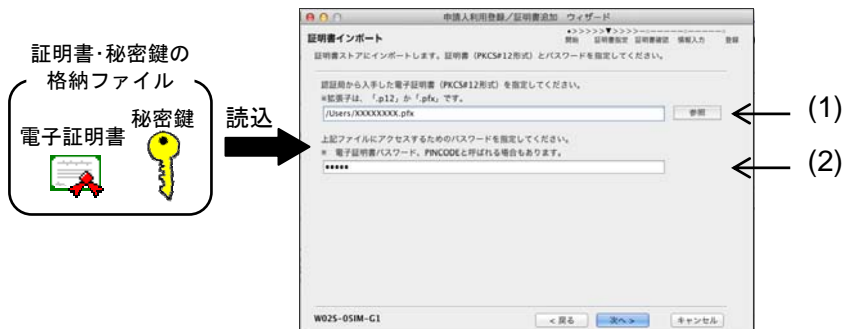 証明書・秘密鍵の
格納ファイル
電子証明書
秘密鍵
読込
申請人利用登録／証明書追加 ウィザード
証明書インポート
•>>>>>▼>>>>-:------:------:
開始 証明書指定 証明書確認 情報入力 登録
証明書ストアにインポートします。証明書（PKCS#12形式）とパスワードを指定してください。
認証局から入手した電子証明書（PKCS#12形式）を指定してください。
※拡張子は、「.p12」か「.pfx」です。
/Users/XXXXXXXX.pfx
参照
(1)
上記ファイルにアクセスするためのパスワードを指定してください。
※ 電子証明書パスワード、PINCODEと呼ばれる場合もあります。
•••••
(2)
W025-05IM-G1
< 戻る
次へ >
キャンセル